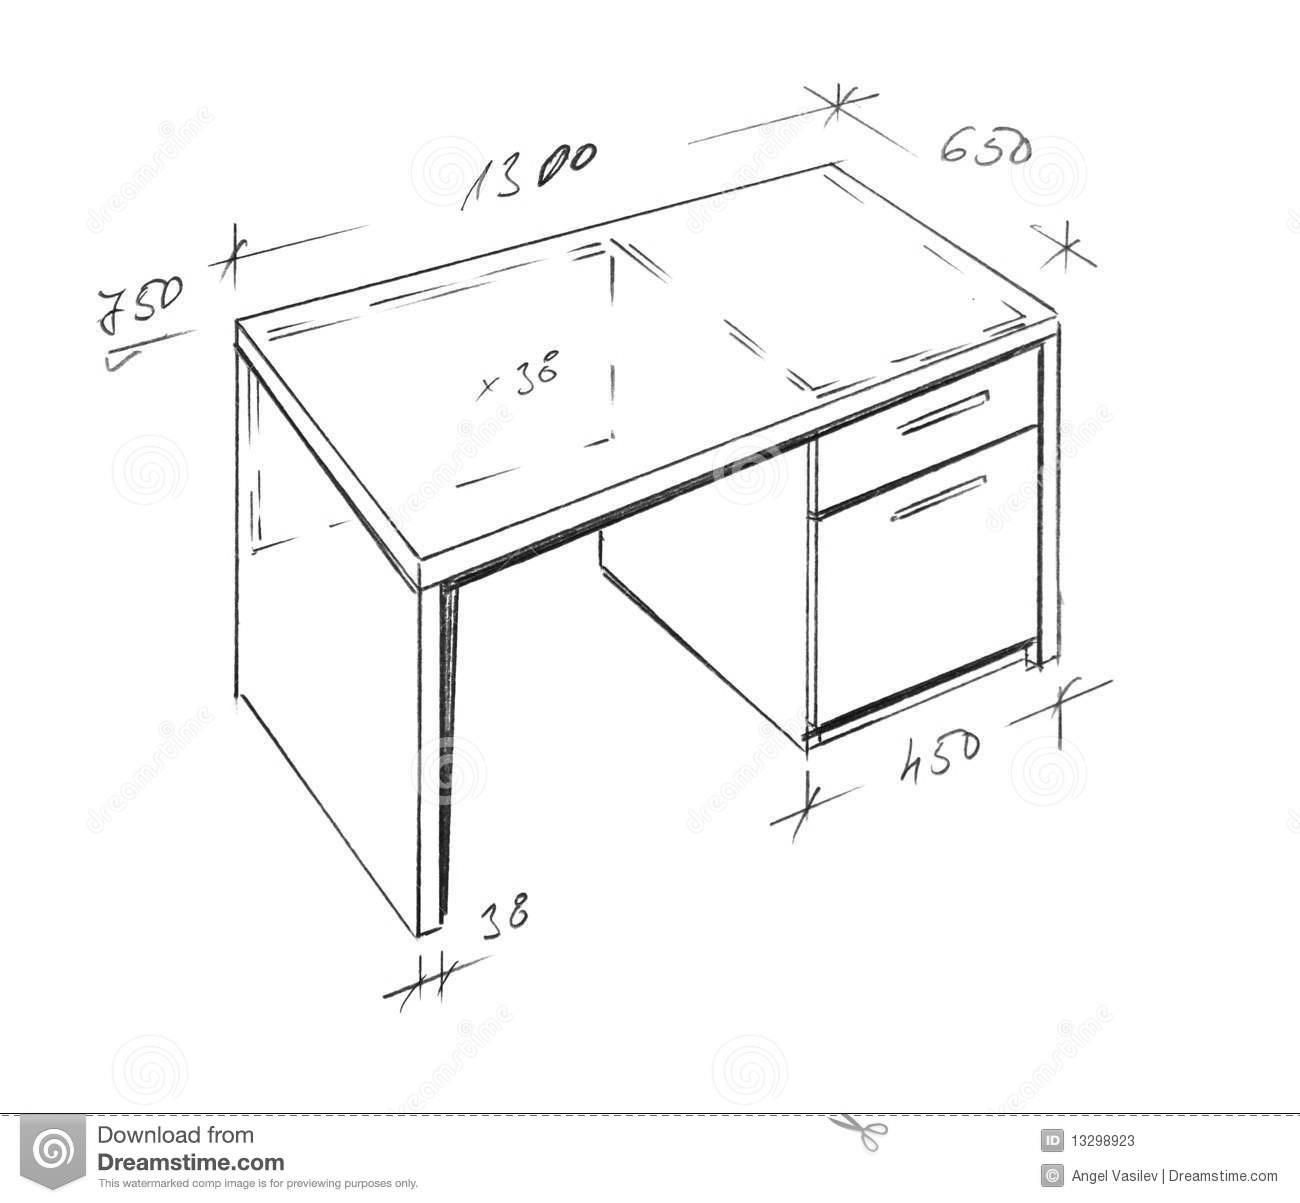 1300
650
750
x 38
450
38
Download from
Dreamstime.com
This watermarked comp image is for previewing purposes only.
ID 13298923
© Angel Vasilev | Dreamstime.com
dreamstime